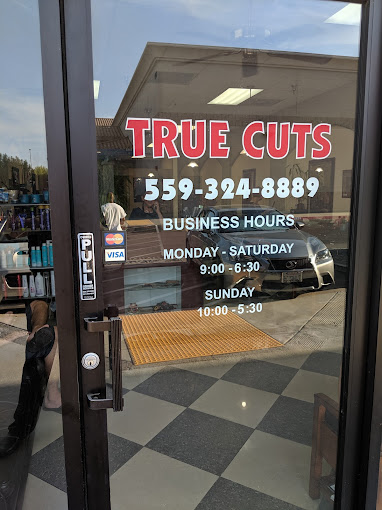 TRUE CUTS
559-324-8889
BUSINESS HOURS
MONDAY - SATURDAY
9:00 - 6:30
SUNDAY
10:00 - 5:30
PULL
MasterCard
VISA